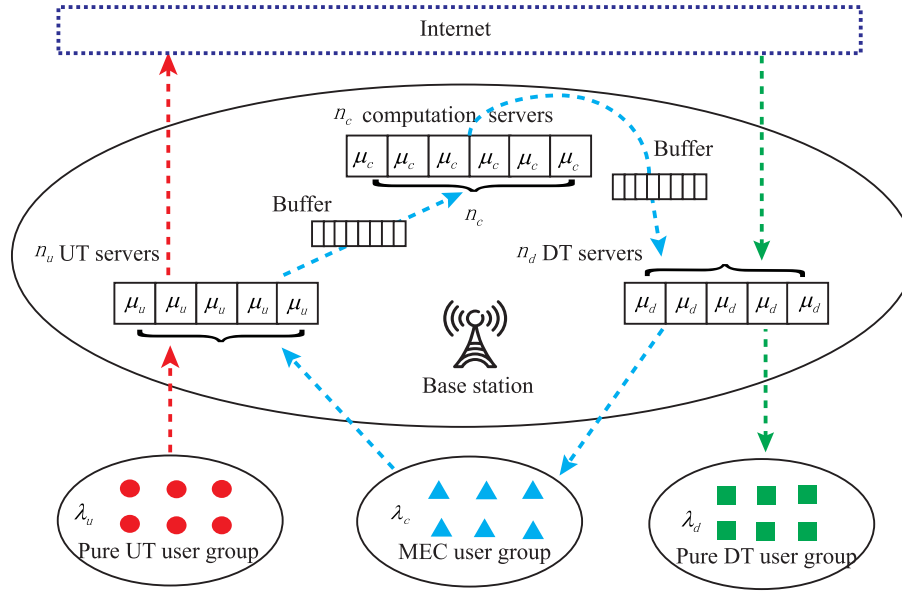 Internet
n_c computation servers
μ_c μ_c μ_c μ_c μ_c μ_c
Buffer
n_c
Buffer
n_u UT servers
n_d DT servers
μ_u μ_u μ_u μ_u μ_u
μ_d μ_d μ_d μ_d μ_d
Base station
λ_u
Pure UT user group
λ_c
MEC user group
λ_d
Pure DT user group